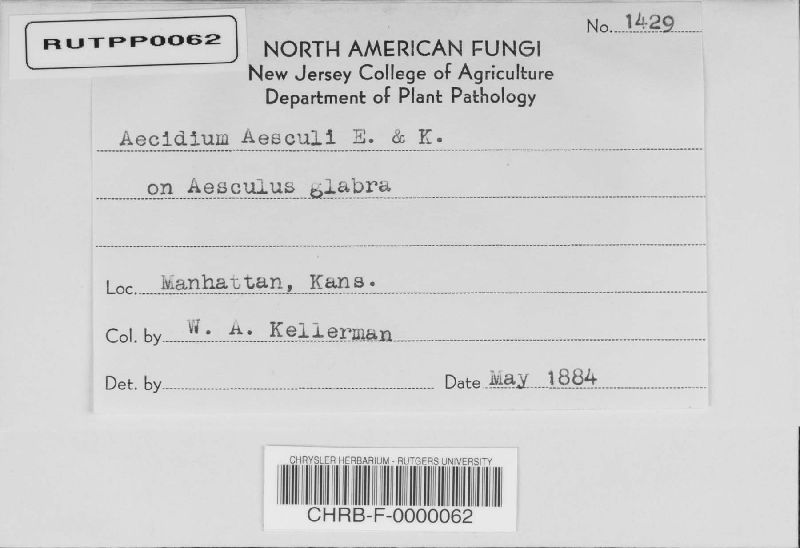 RUTPP0062
No. 1429
NORTH AMERICAN FUNGI
New Jersey College of Agriculture
Department of Plant Pathology
Aecidium Aesculi E. & K.
on Aesculus glabra
Loc. Manhattan, Kans.
Col. by W. A. Kellerman
Det. by Date May 1884
CHRYSLER HERBARIUM - RUTGERS UNIVERSITY
CHRB-F-0000062